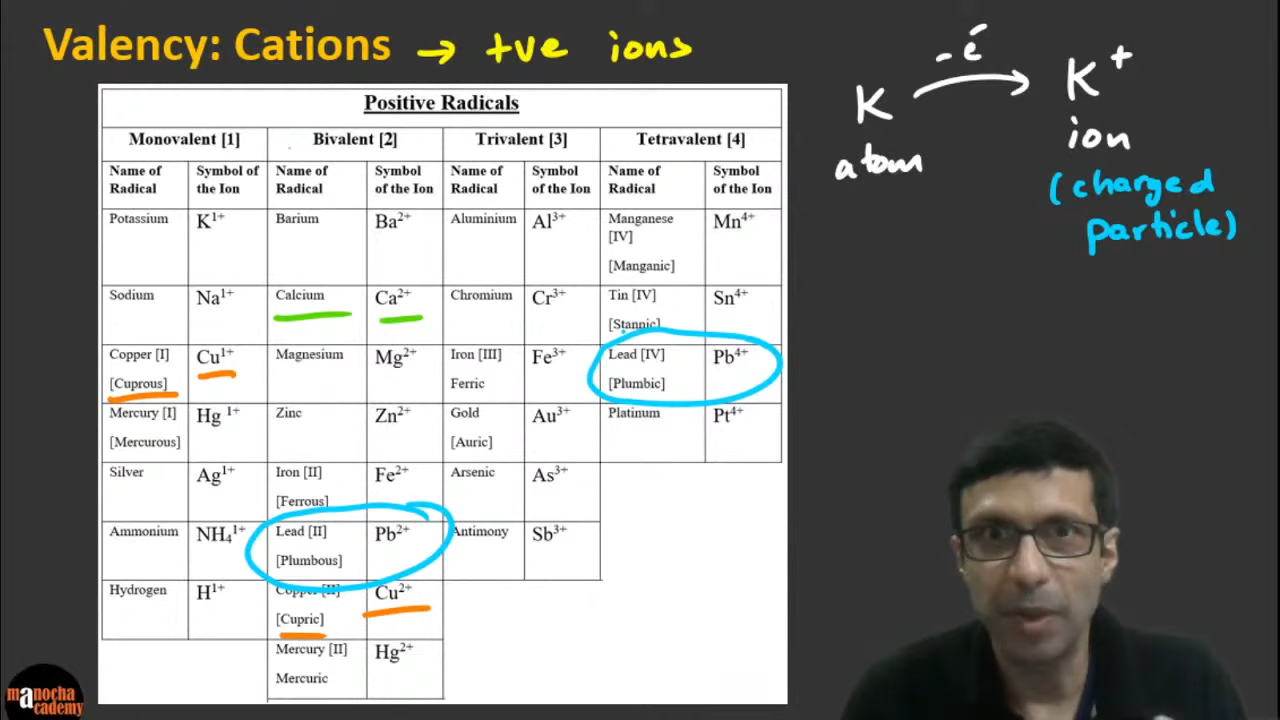 Valency: Cations → +ve ions
Positive Radicals
Monovalent [1] Bivalent [2] Trivalent [3] Tetravalent [4]
Name of Radical Symbol of the Ion Name of Radical Symbol of the Ion Name of Radical Symbol of the Ion Name of Radical Symbol of the Ion
Potassium K¹⁺ Barium Ba²⁺ Aluminium Al³⁺ Manganese [IV] [Manganic] Mn⁴⁺
Sodium Na¹⁺ Calcium Ca²⁺ Chromium Cr³⁺ Tin [IV] [Stannic] Sn⁴⁺
Copper [I] [Cuprous] Cu¹⁺ Magnesium Mg²⁺ Iron [III] Ferric Fe³⁺ Lead [IV] [Plumbic] Pb⁴⁺
Mercury [I] [Mercurous] Hg ¹⁺ Zinc Zn²⁺ Gold [Auric] Au³⁺ Platinum Pt⁴⁺
Silver Ag¹⁺ Iron [II] [Ferrous] Fe²⁺ Arsenic As³⁺
Ammonium NH₄¹⁺ Lead [II] [Plumbous] Pb²⁺ Antimony Sb³⁺
Hydrogen H¹⁺ Copper [II] [Cupric] Cu²⁺
Mercury [II] Mercuric Hg²⁺
-e⁻
K → K⁺
atom ion
(charged
particle)
manocha
academy